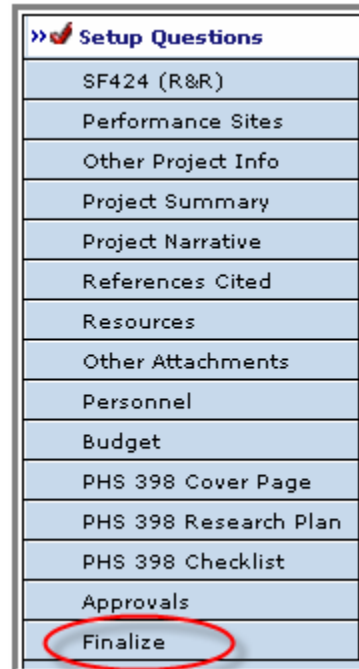 » Setup Questions
SF424 (R&R)
Performance Sites
Other Project Info
Project Summary
Project Narrative
References Cited
Resources
Other Attachments
Personnel
Budget
PHS 398 Cover Page
PHS 398 Research Plan
PHS 398 Checklist
Approvals
Finalize